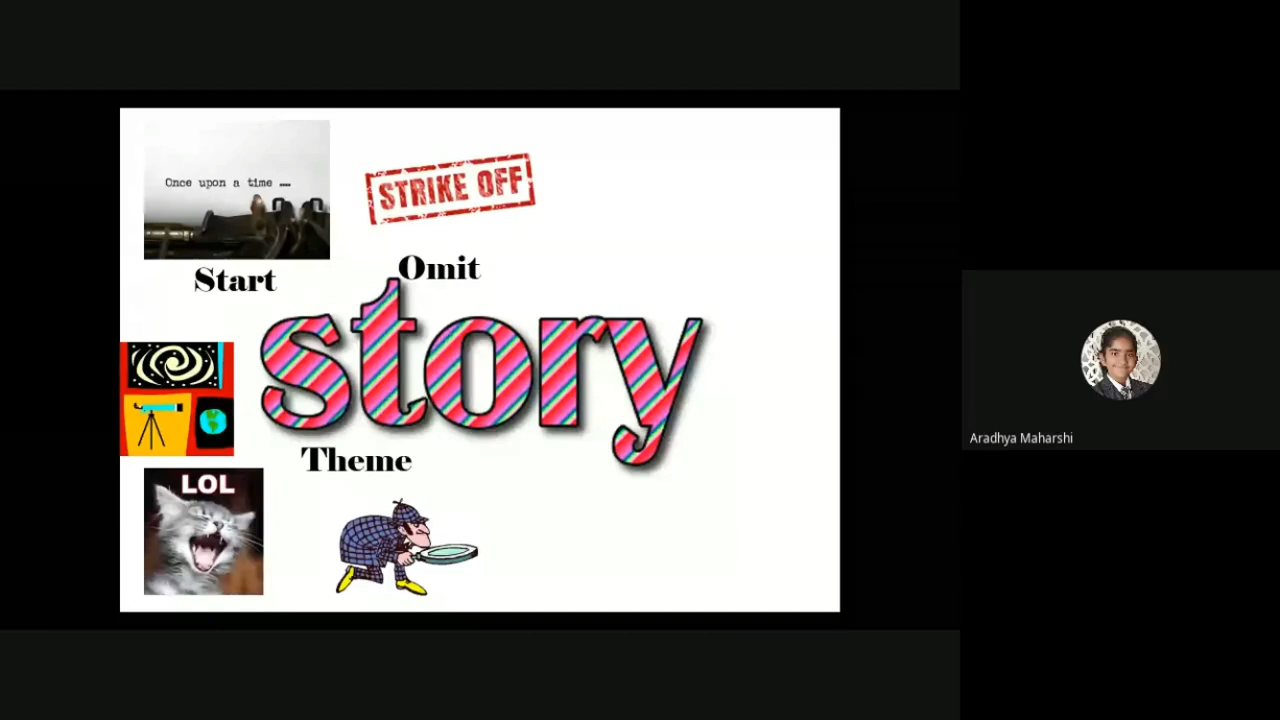 Once upon a time ....
STRIKE OFF
Start
Omit
story
Theme
LOL
Aradhya Maharshi